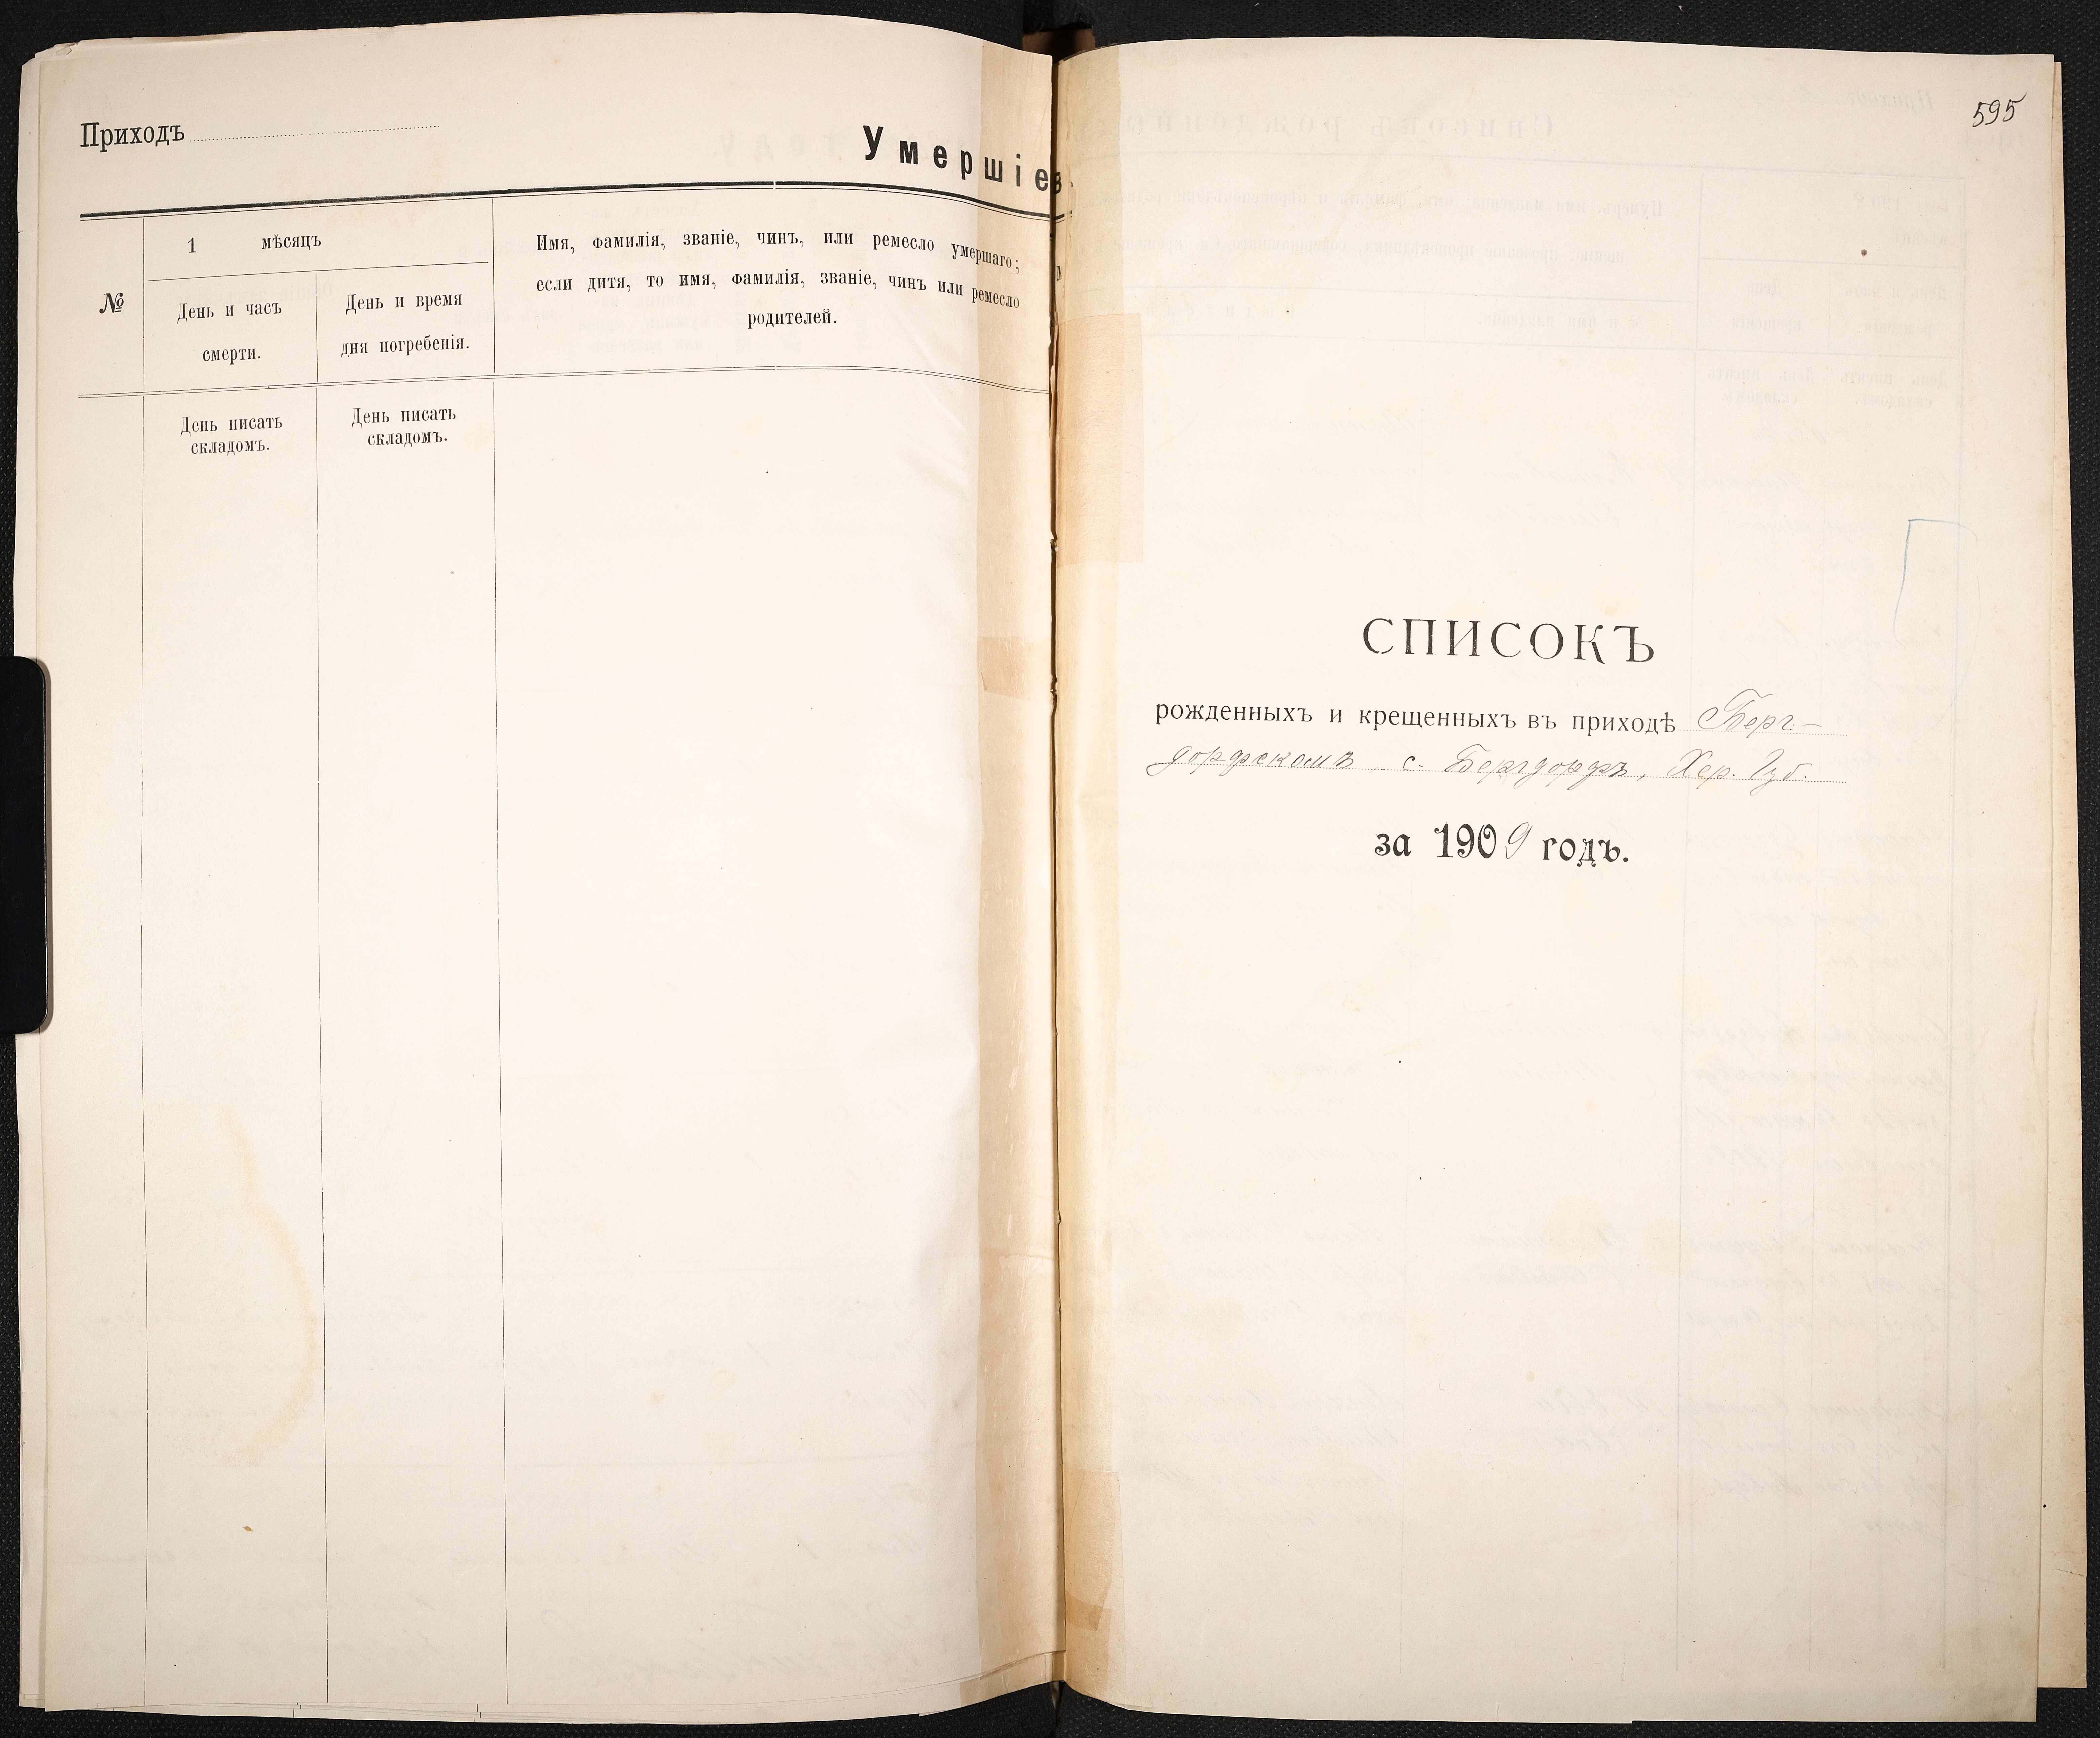 Приходъ
Умершіе в
№
1 мѣсяцъ
День и часъ
смерти.
День и время
дня погребенія.
Имя, фамилія, званіе, чинъ, или ремесло умершаго;
если дитя, то имя, фамилія, званіе, чинъ или ремесло
родителей.
День писать
складомъ.
День писать
складомъ.
595
СПИСОКЪ
рожденныхъ и крещенныхъ въ приходѣ Берг-
дорфскомъ с. Бергдорфъ, Хер. Губ.
за 1909 годъ.